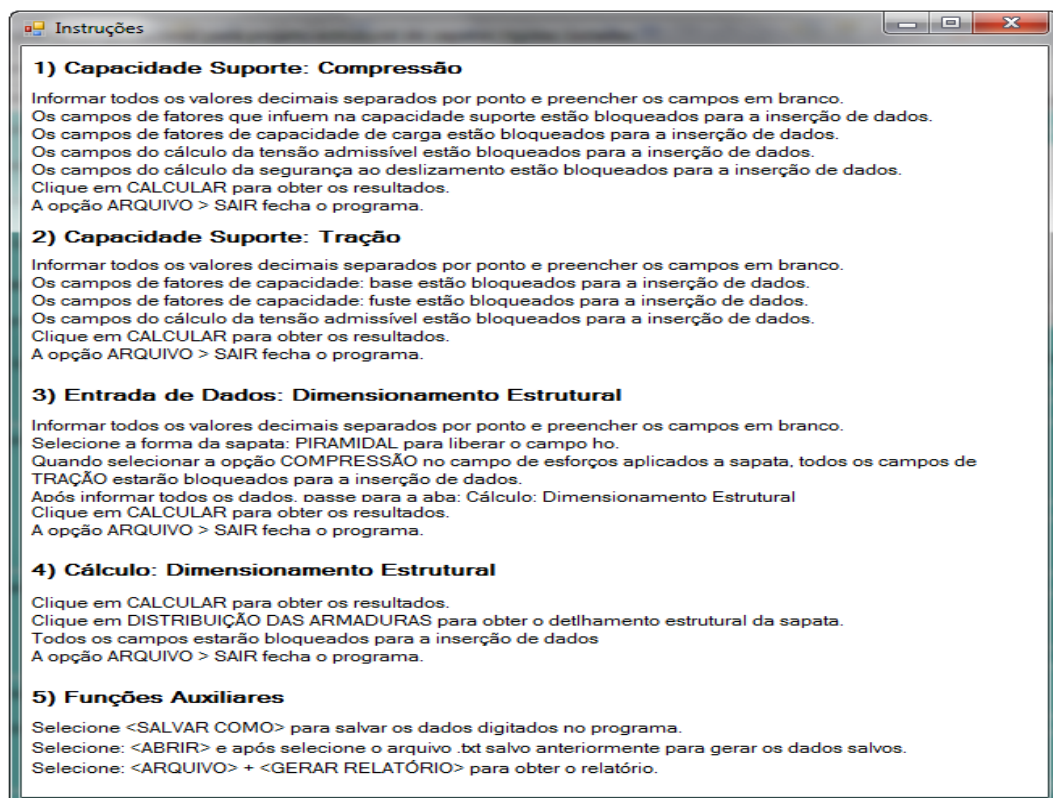 Instruções
1) Capacidade Suporte: Compressão
Informar todos os valores decimais separados por ponto e preencher os campos em branco.
Os campos de fatores que infuem na capacidade suporte estão bloqueados para a inserção de dados.
Os campos de fatores de capacidade de carga estão bloqueados para a inserção de dados.
Os campos do cálculo da tensão admissível estão bloqueados para a inserção de dados.
Os campos do cálculo da segurança ao deslizamento estão bloqueados para a inserção de dados.
Clique em CALCULAR para obter os resultados.
A opção ARQUIVO > SAIR fecha o programa.
2) Capacidade Suporte: Tração
Informar todos os valores decimais separados por ponto e preencher os campos em branco.
Os campos de fatores de capacidade: base estão bloqueados para a inserção de dados.
Os campos de fatores de capacidade: fuste estão bloqueados para a inserção de dados.
Os campos do cálculo da tensão admissível estão bloqueados para a inserção de dados.
Clique em CALCULAR para obter os resultados.
A opção ARQUIVO > SAIR fecha o programa.
3) Entrada de Dados: Dimensionamento Estrutural
Informar todos os valores decimais separados por ponto e preencher os campos em branco.
Selecione a forma da sapata: PIRAMIDAL para liberar o campo ho.
Quando selecionar a opção COMPRESSÃO no campo de esforços aplicados a sapata, todos os campos de
TRAÇÃO estarão bloqueados para a inserção de dados.
Após informar todos os dados, passe para a aba: Cálculo: Dimensionamento Estrutural
Clique em CALCULAR para obter os resultados.
A opção ARQUIVO > SAIR fecha o programa.
4) Cálculo: Dimensionamento Estrutural
Clique em CALCULAR para obter os resultados.
Clique em DISTRIBUIÇÃO DAS ARMADURAS para obter o detlhamento estrutural da sapata.
Todos os campos estarão bloqueados para a inserção de dados
A opção ARQUIVO > SAIR fecha o programa.
5) Funções Auxiliares
Selecione <SALVAR COMO> para salvar os dados digitados no programa.
Selecione: <ABRIR> e após selecione o arquivo .txt salvo anteriormente para gerar os dados salvos.
Selecione: <ARQUIVO> + <GERAR RELATÓRIO> para obter o relatório.